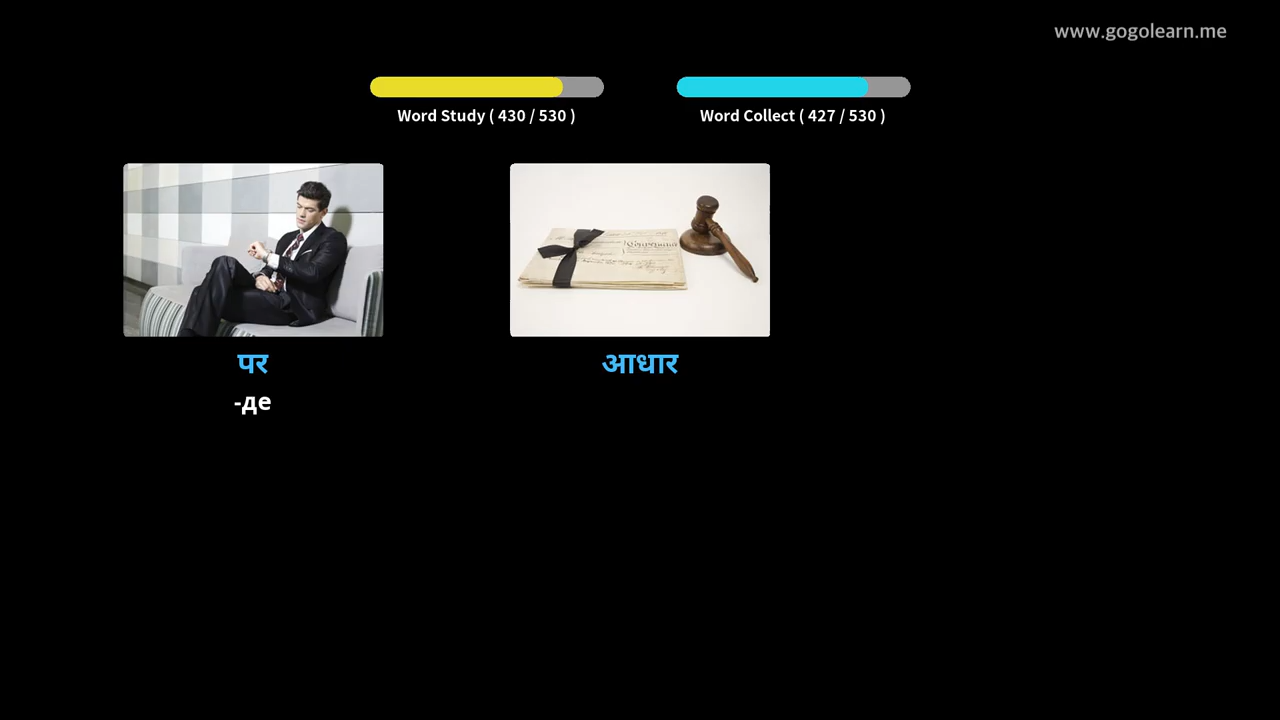 www.gogolearn.me
Word Study ( 430 / 530 )
Word Collect ( 427 / 530 )
पर
आधार
-де